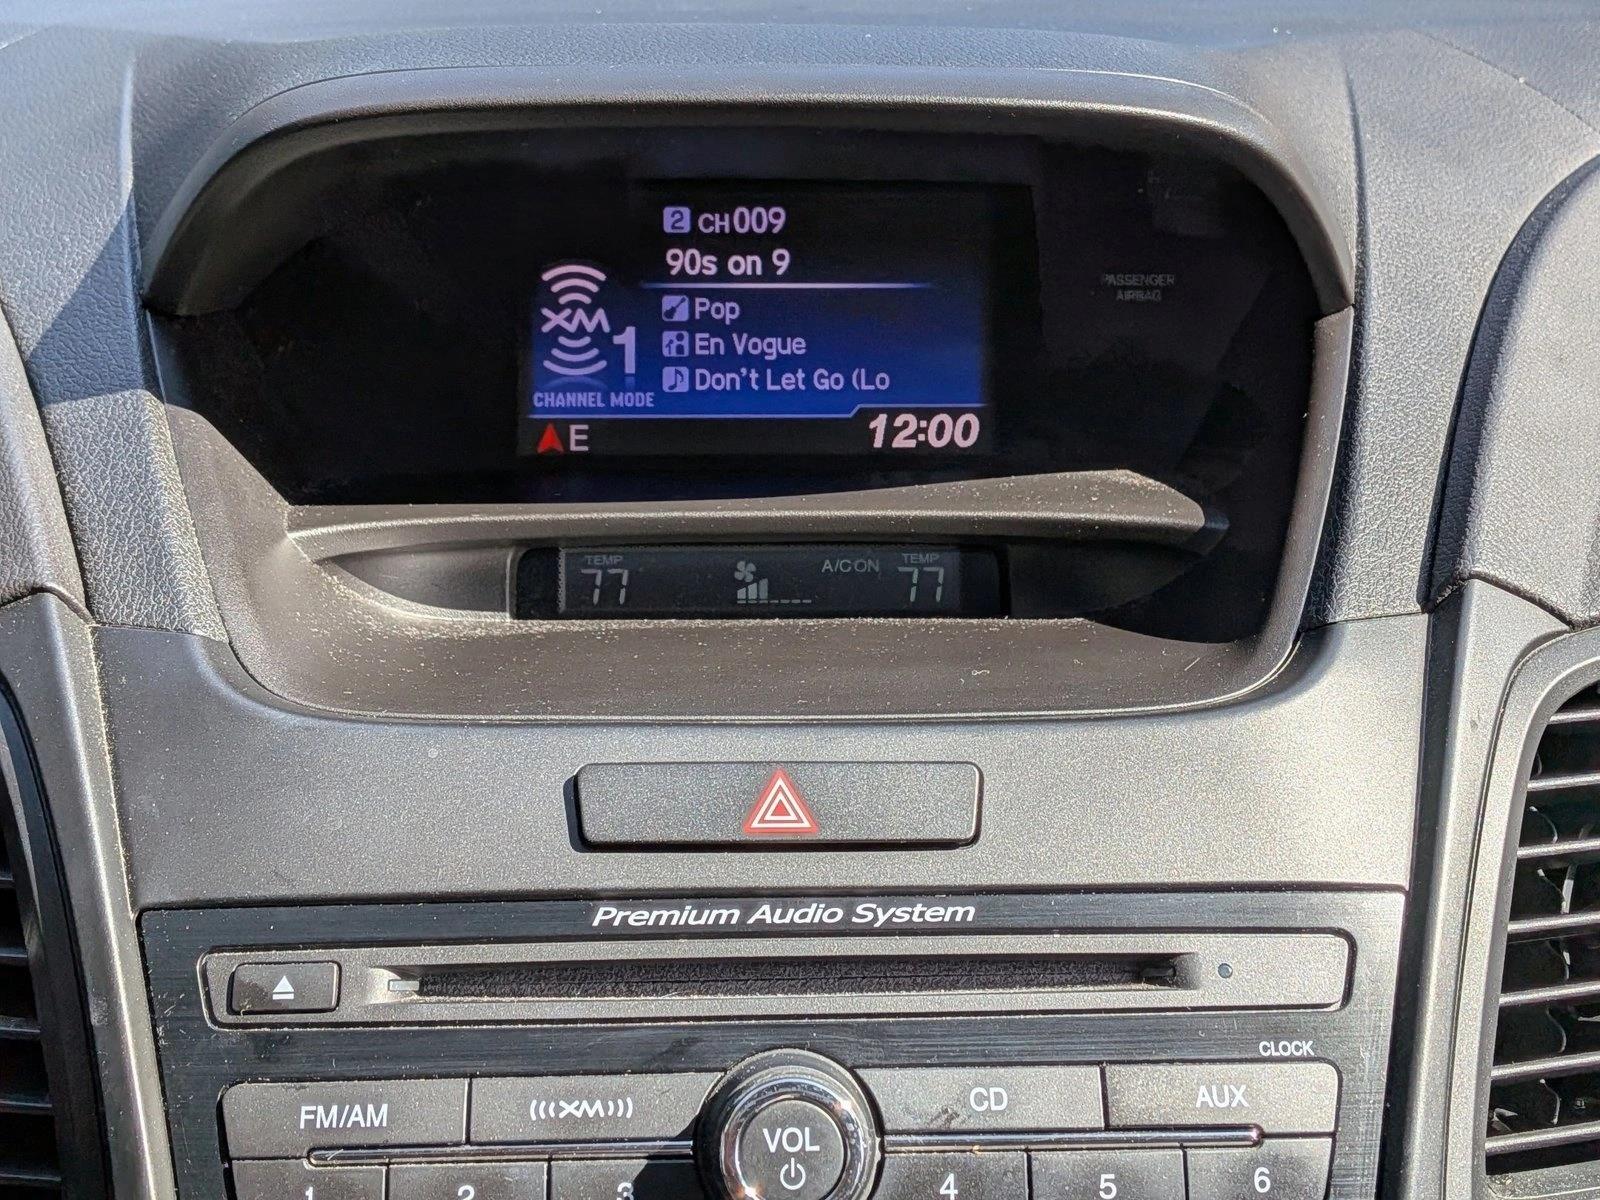 2 CH009
90s on 9
XM 1
Pop
En Vogue
Don't Let Go (Lo
CHANNEL MODE
E
12:00
PASSENGER
AIRBAG
TEMP
77
A/C ON
TEMP
77
Premium Audio System
CLOCK
FM/AM
XM
CD
AUX
VOL
1
2
3
4
5
6